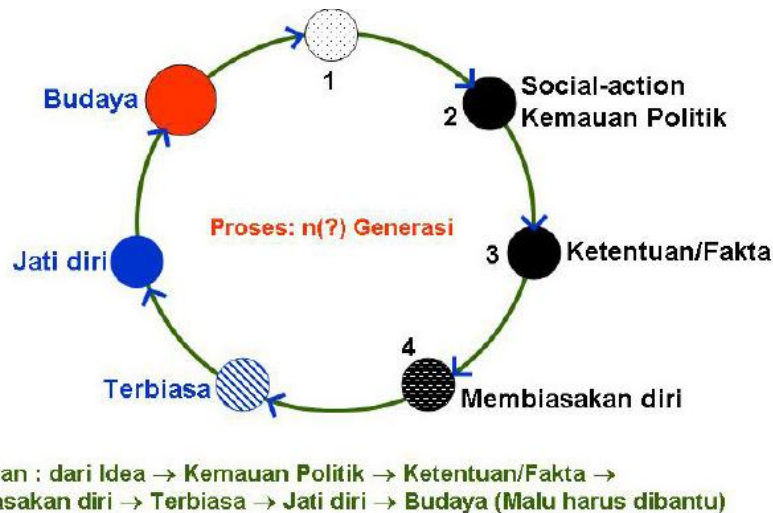 1
2
Social-action
Kemauan Politik
Budaya
Proses: n(?) Generasi
3
Ketentuan/Fakta
Jati diri
4
Terbiasa
Membiasakan diri
an : dari Idea → Kemauan Politik → Ketentuan/Fakta →
asakan diri → Terbiasa → Jati diri → Budaya (Malu harus dibantu)